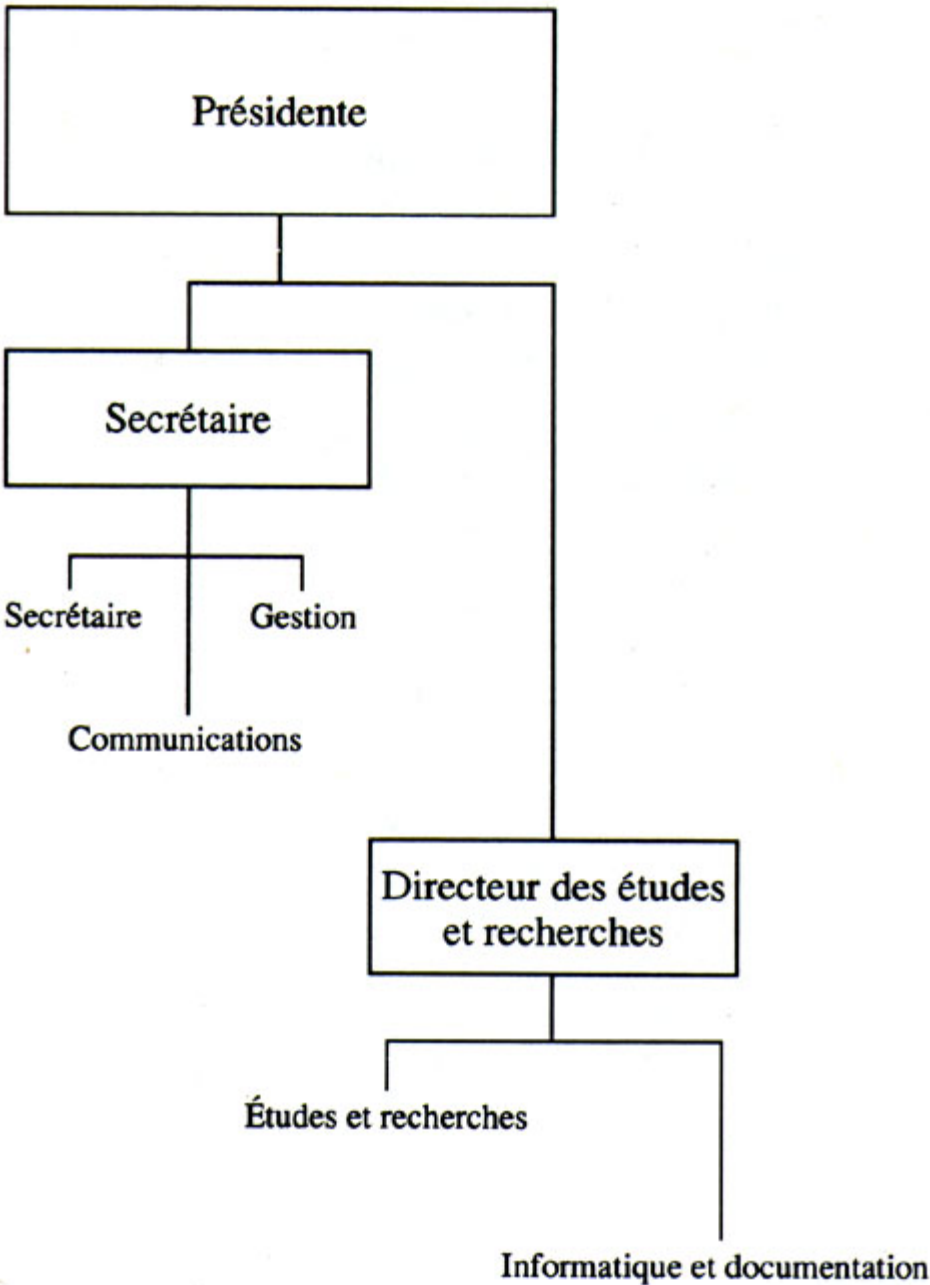 Présidente
Secrétaire
Secrétaire
Gestion
Communications
Directeur des études
et recherches
Études et recherches
Informatique et documentation